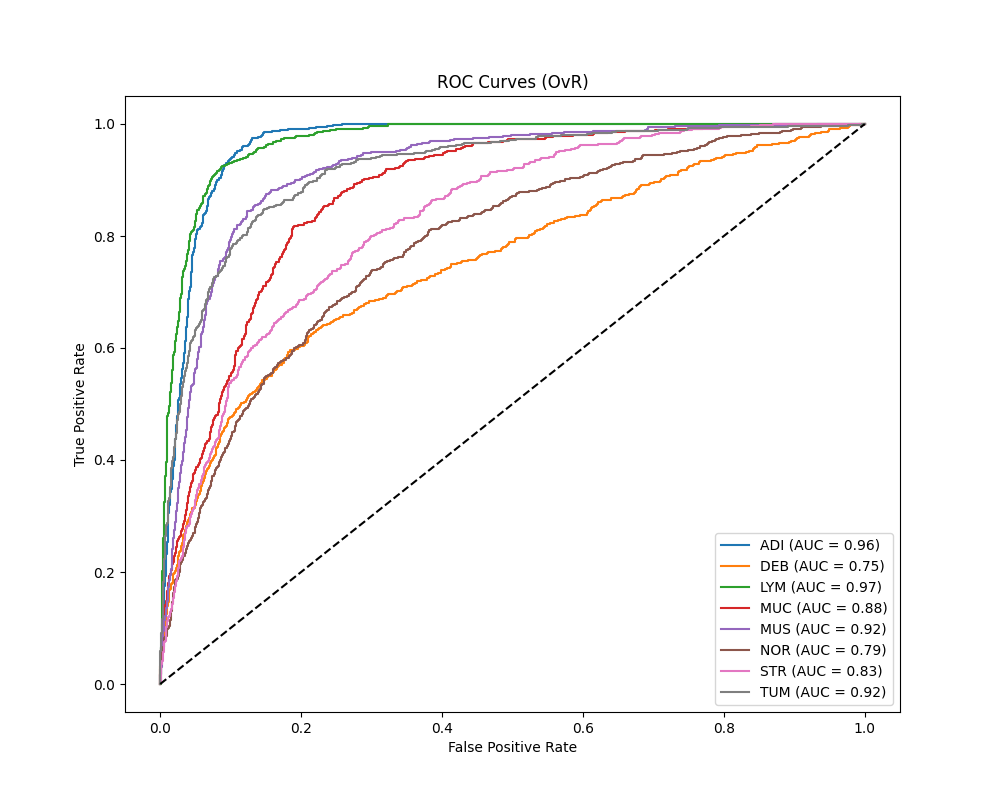 ROC Curves (OvR)
True Positive Rate
1.0
0.8
0.6
0.4
0.2
0.0
ADI (AUC = 0.96)
DEB (AUC = 0.75)
LYM (AUC = 0.97)
MUC (AUC = 0.88)
MUS (AUC = 0.92)
NOR (AUC = 0.79)
STR (AUC = 0.83)
TUM (AUC = 0.92)
0.0 0.2 0.4 0.6 0.8 1.0
False Positive Rate